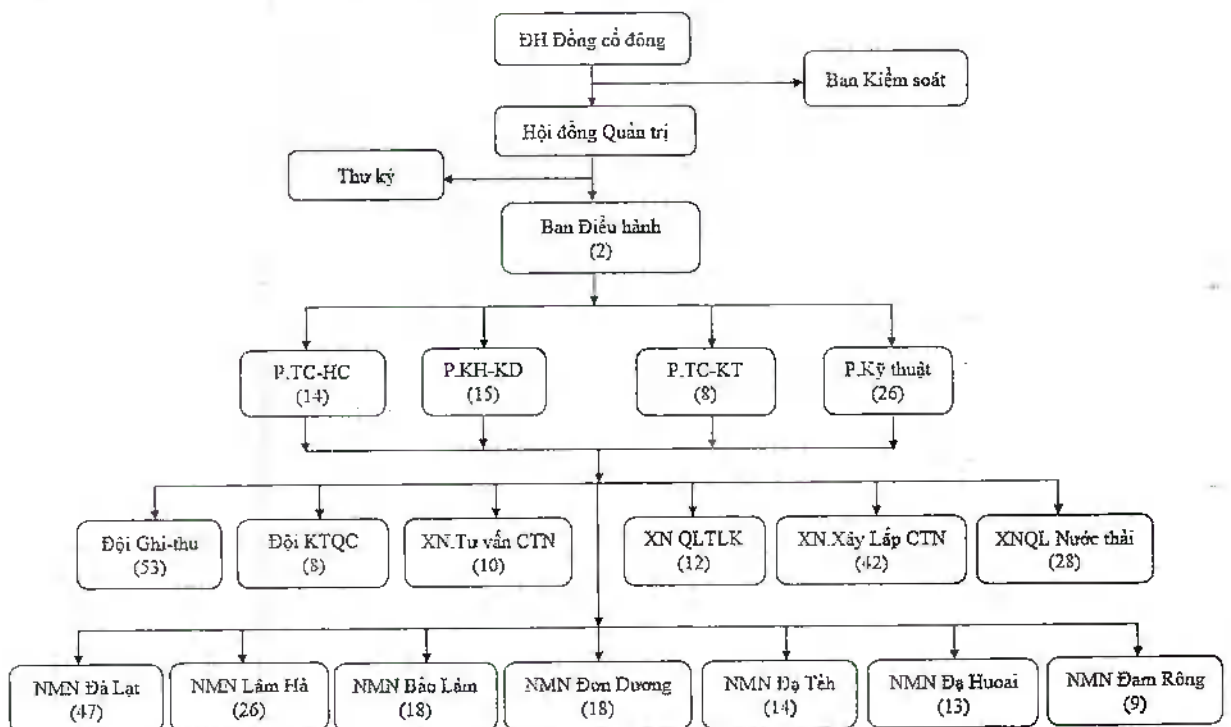 ĐH Đồng cổ đông
Ban Kiểm soát
Hội đồng Quản trị
Thư ký
Ban Điều hành
(2)
P.TC-HC
(14)
P.KH-KD
(15)
P.TC-KT
(8)
P.Kỹ thuật
(26)
Đội Ghi-thu
(53)
Đội KTQC
(8)
XN.Tư vấn CTN
(10)
XN QLTLK
(12)
XN.Xây Lắp CTN
(42)
XNQL Nước thải
(28)
NMN Đà Lạt
(47)
NMN Lâm Hà
(26)
NMN Bảo Lâm
(18)
NMN Đơn Dương
(18)
NMN Đạ Tẻh
(14)
NMN Đạ Huoai
(13)
NMN Đam Rông
(9)